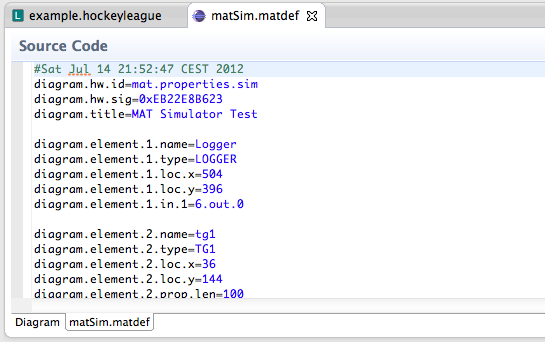 L example.hockeyleague matSim.matdef
Source Code
#Sat Jul 14 21:52:47 CEST 2012
diagram.hw.id=mat.properties.sim
diagram.hw.sig=0xEB22E8B623
diagram.title=MAT Simulator Test
diagram.element.1.name=Logger
diagram.element.1.type=LOGGER
diagram.element.1.loc.x=504
diagram.element.1.loc.y=396
diagram.element.1.in.1=6.out.0
diagram.element.2.name=tg1
diagram.element.2.type=TG1
diagram.element.2.loc.x=36
diagram.element.2.loc.y=144
diagram.element.2.prop.len=100
Diagram matSim.matdef